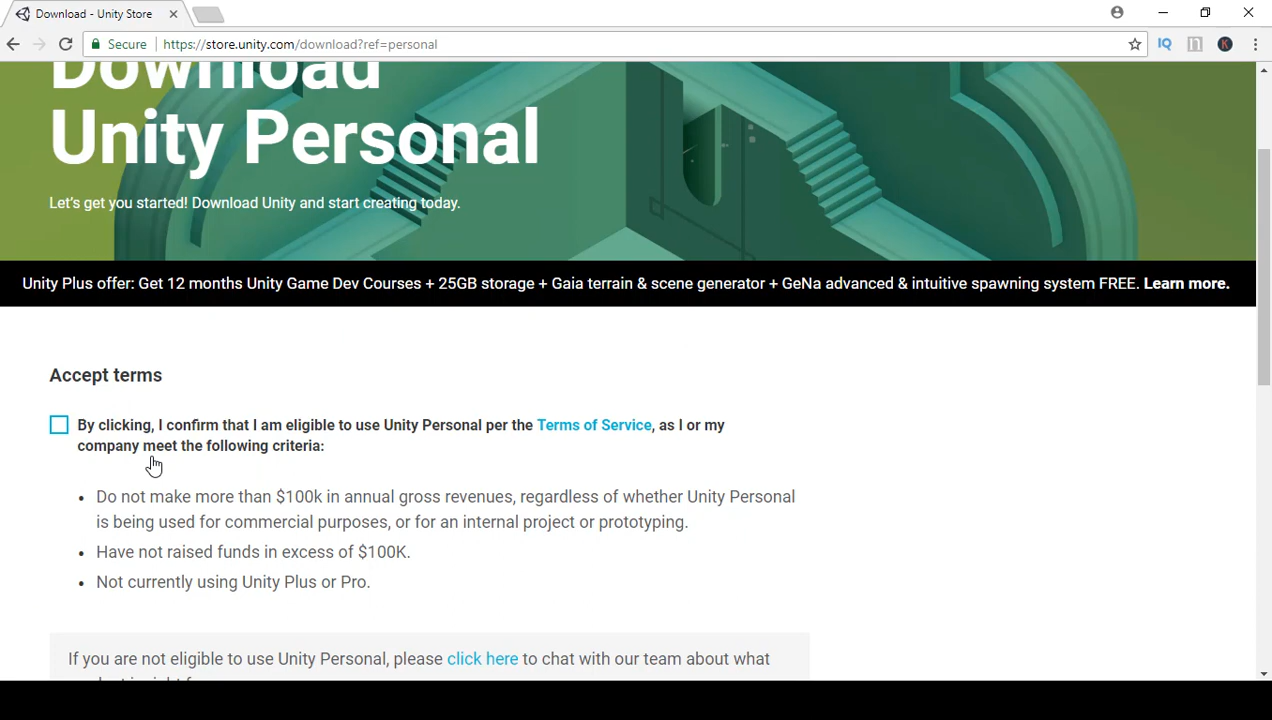 Download - Unity Store
Secure
https://store.unity.com/download?ref=personal
Download
Unity Personal
Let's get you started! Download Unity and start creating today.
Unity Plus offer: Get 12 months Unity Game Dev Courses + 25GB storage + Gaia terrain & scene generator + GeNa advanced & intuitive spawning system FREE. Learn more.
Accept terms
By clicking, I confirm that I am eligible to use Unity Personal per the Terms of Service, as I or my
company meet the following criteria:
• Do not make more than $100k in annual gross revenues, regardless of whether Unity Personal
is being used for commercial purposes, or for an internal project or prototyping.
• Have not raised funds in excess of $100K.
• Not currently using Unity Plus or Pro.
If you are not eligible to use Unity Personal, please click here to chat with our team about what